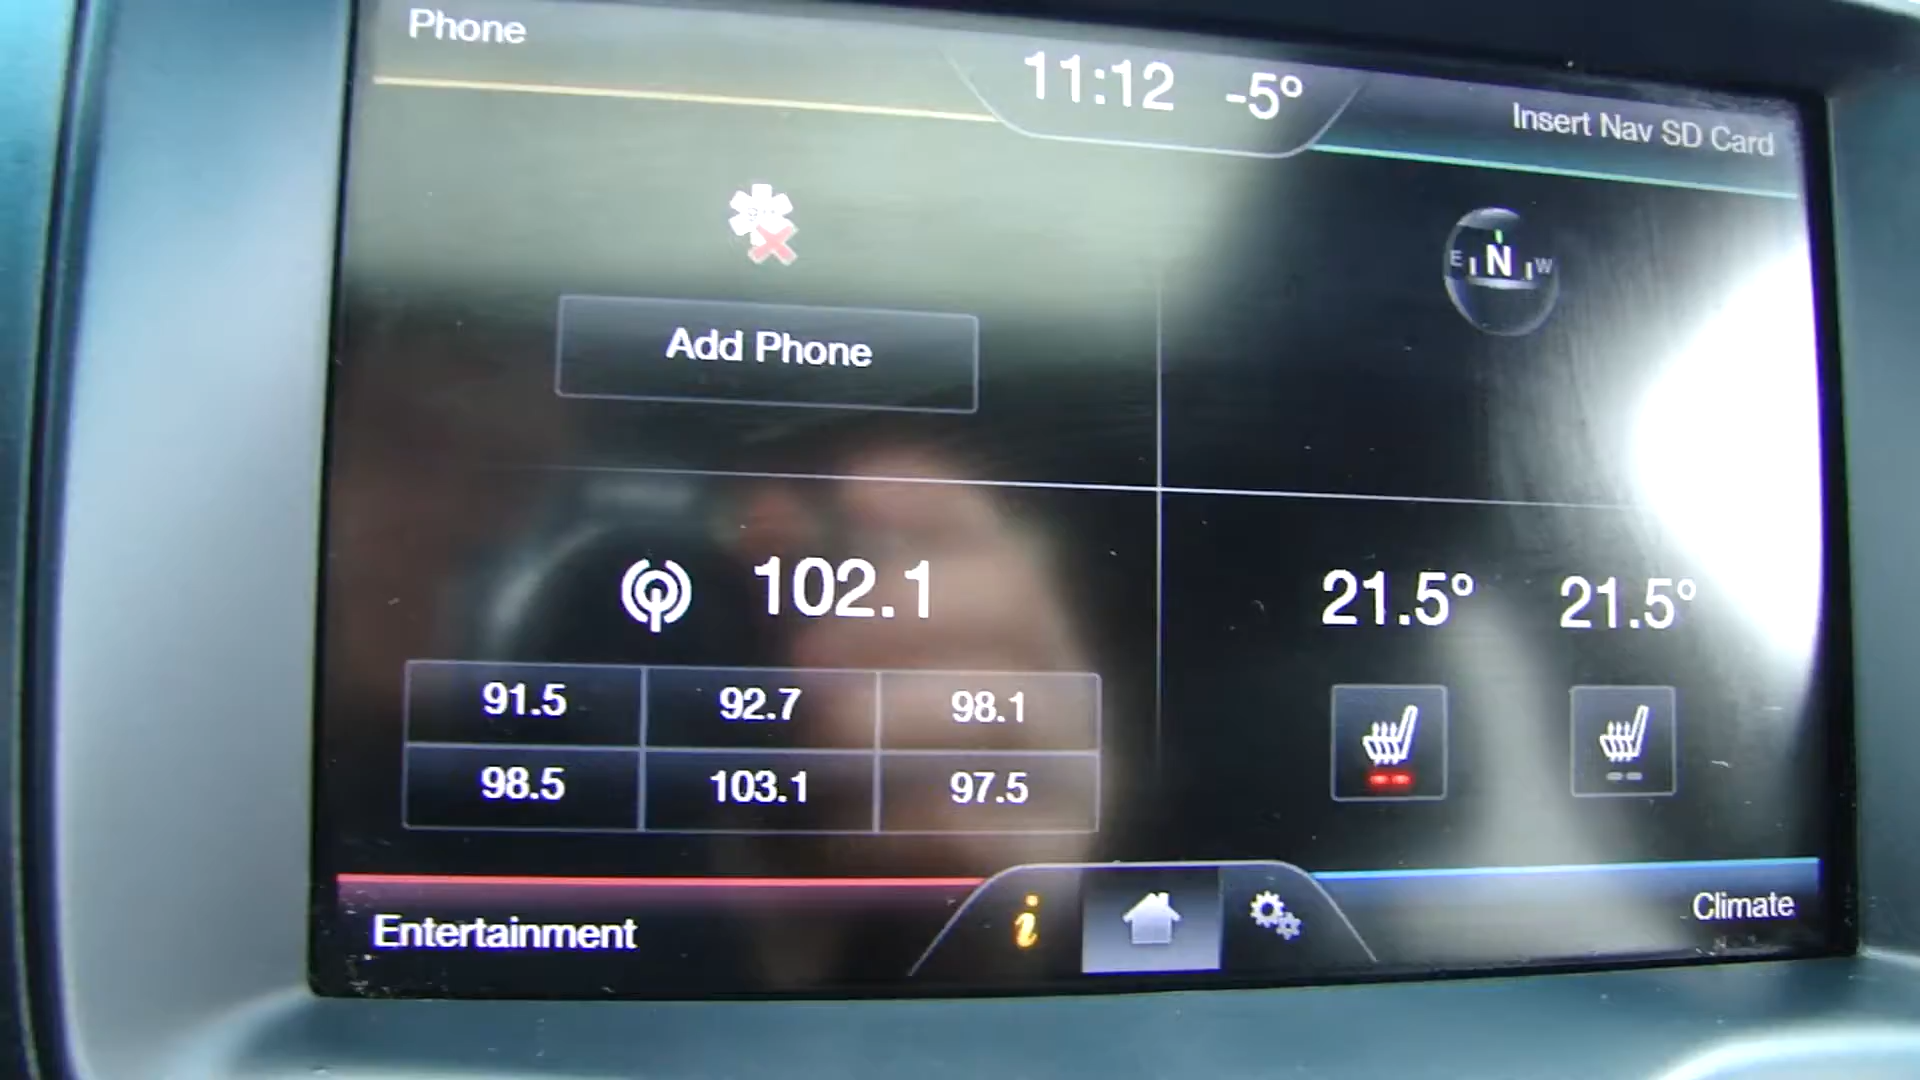 Phone
11:12 -5°
Insert Nav SD Card
E N W
Add Phone
102.1
21.5° 21.5°
91.5 92.7 98.1
98.5 103.1 97.5
Entertainment
i
Climate